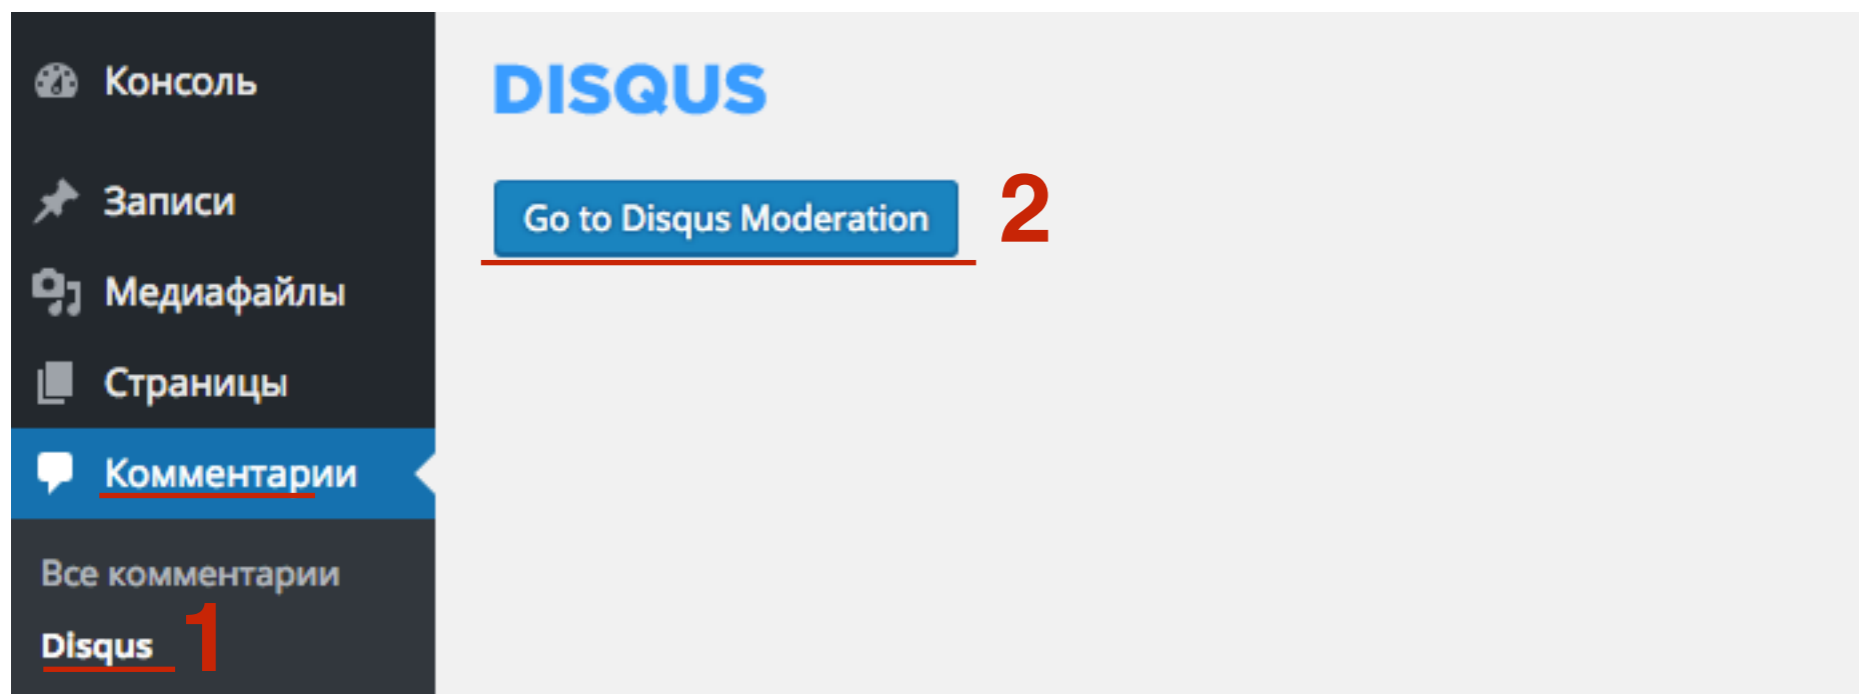 Консоль
Записи
Медиафайлы
Страницы
Комментарии
Все комментарии
Disqus 1
DISQUS
Go to Disqus Moderation 2